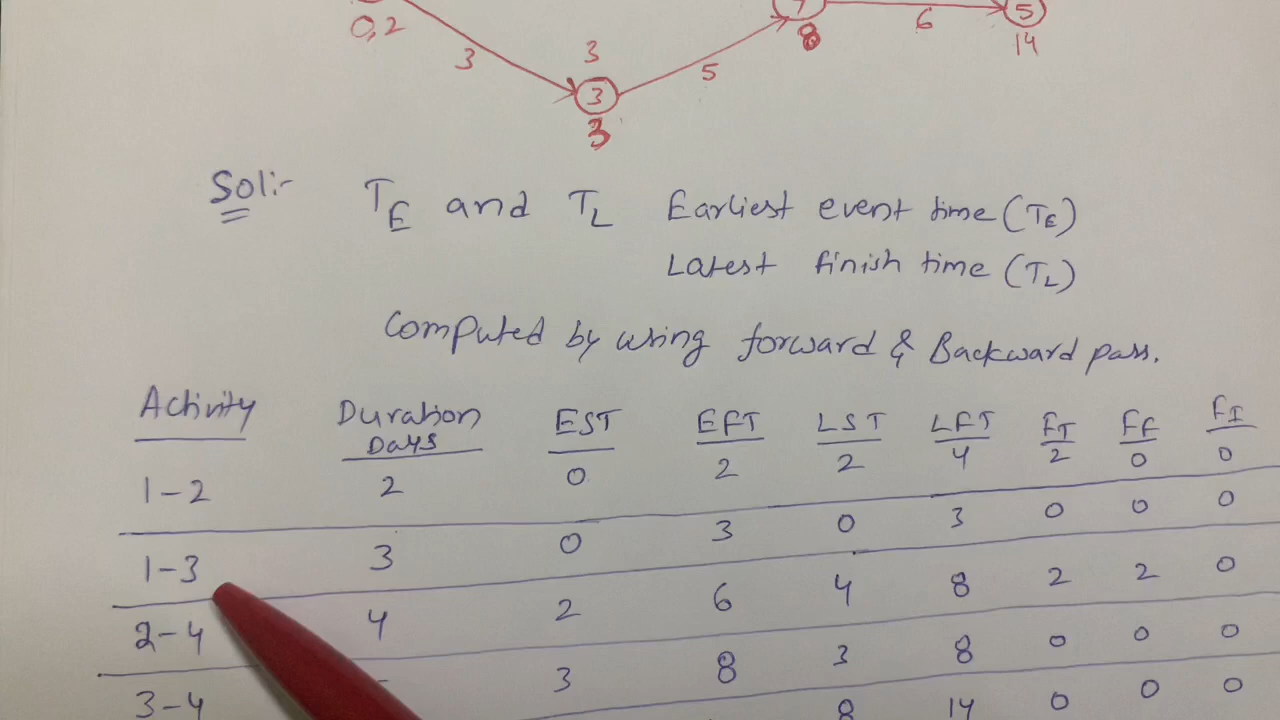 0,2
3
3
3
3
5
8
6
5
14
Sol:-
TE and TL Earliest event time (TE)
Latest finish time (TL)
Computed by using forward & Backward pass.
Activity Duration Days EST EFT LST LFT FT FF FI
1-2 2 0 2 2 4 2 0 0
1-3 3 0 3 0 3 0 0 0
2-4 4 2 6 4 8 2 2 0
3-4 3 8 3 8 0 0 0
8 14 0 0 0